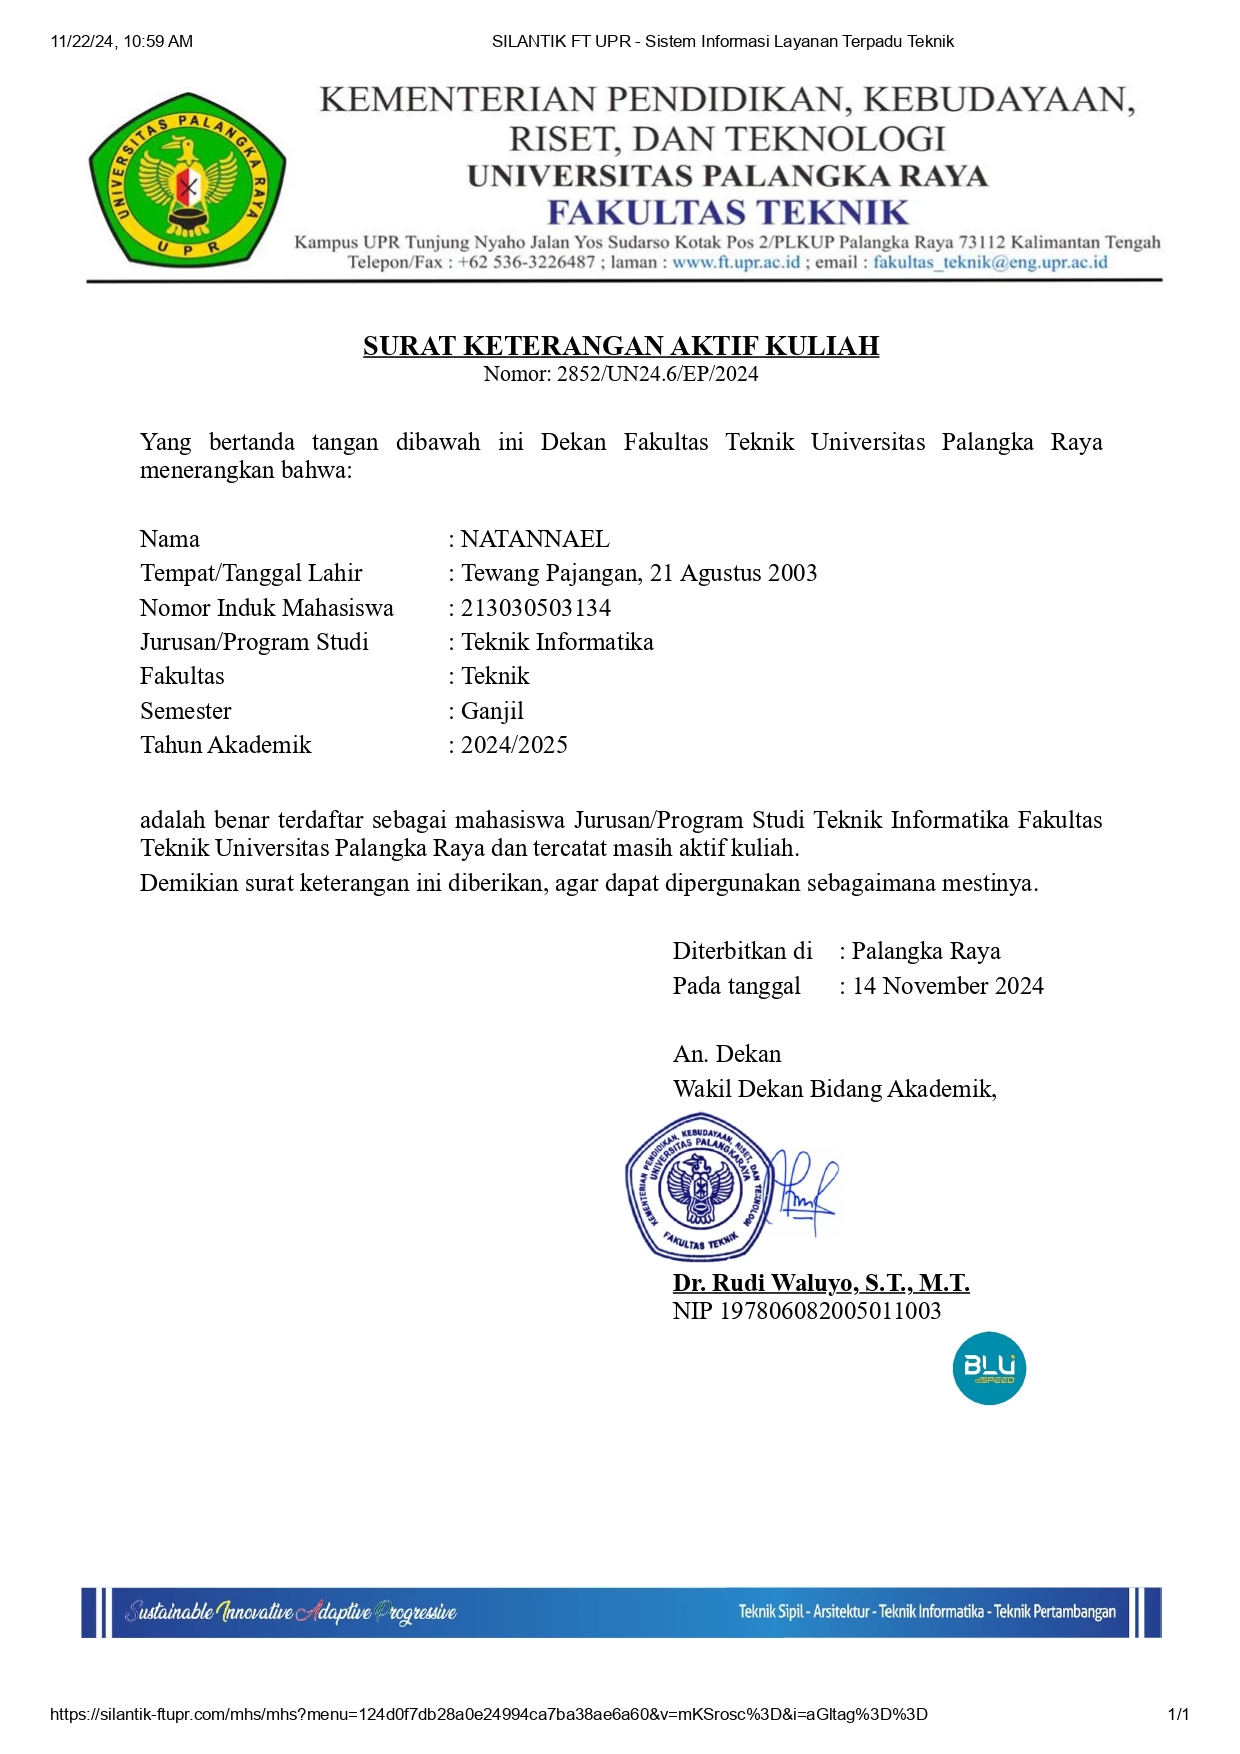 11/22/24, 10:59 AM SILANTIK FT UPR - Sistem Informasi Layanan Terpadu Teknik
UNIVERSITAS PALANGKA RAYA
UPR
KEMENTERIAN PENDIDIKAN, KEBUDAYAAN,
RISET, DAN TEKNOLOGI
UNIVERSITAS PALANGKA RAYA
FAKULTAS TEKNIK
Kampus UPR Tunjung Nyaho Jalan Yos Sudarso Kotak Pos 2/PLKUP Palangka Raya 73112 Kalimantan Tengah
Telepon/Fax : +62 536-3226487 ; laman : www.ft.upr.ac.id ; email : fakultas_teknik@eng.upr.ac.id
SURAT KETERANGAN AKTIF KULIAH
Nomor: 2852/UN24.6/EP/2024
Yang bertanda tangan dibawah ini Dekan Fakultas Teknik Universitas Palangka Raya
menerangkan bahwa:
Nama : NATANNAEL
Tempat/Tanggal Lahir : Tewang Pajangan, 21 Agustus 2003
Nomor Induk Mahasiswa : 213030503134
Jurusan/Program Studi : Teknik Informatika
Fakultas : Teknik
Semester : Ganjil
Tahun Akademik : 2024/2025
adalah benar terdaftar sebagai mahasiswa Jurusan/Program Studi Teknik Informatika Fakultas
Teknik Universitas Palangka Raya dan tercatat masih aktif kuliah.
Demikian surat keterangan ini diberikan, agar dapat dipergunakan sebagaimana mestinya.
Diterbitkan di : Palangka Raya
Pada tanggal : 14 November 2024
An. Dekan
Wakil Dekan Bidang Akademik,
KEMENTERIAN PENDIDIKAN, KEBUDAYAAN, RISET, DAN TEKNOLOGI
UNIVERSITAS PALANGKARAYA
FAKULTAS TEKNIK
Dr. Rudi Waluyo, S.T., M.T.
NIP 197806082005011003
BLU
SPEED
Sustainable Innovative Adaptive Progressive Teknik Sipil - Arsitektur - Teknik Informatika - Teknik Pertambangan
https://silantik-ftupr.com/mhs/mhs?menu=124d0f7db28a0e24994ca7ba38ae6a60&v=mKSrosc%3D&i=aGltag%3D%3D 1/1